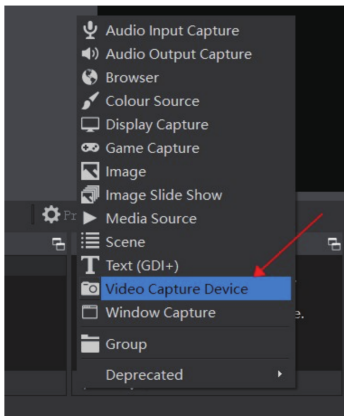 Audio Input Capture
Audio Output Capture
Browser
Colour Source
Display Capture
Game Capture
Image
Image Slide Show
Media Source
Scene
Text (GDI+)
Video Capture Device
Window Capture
Group
Deprecated